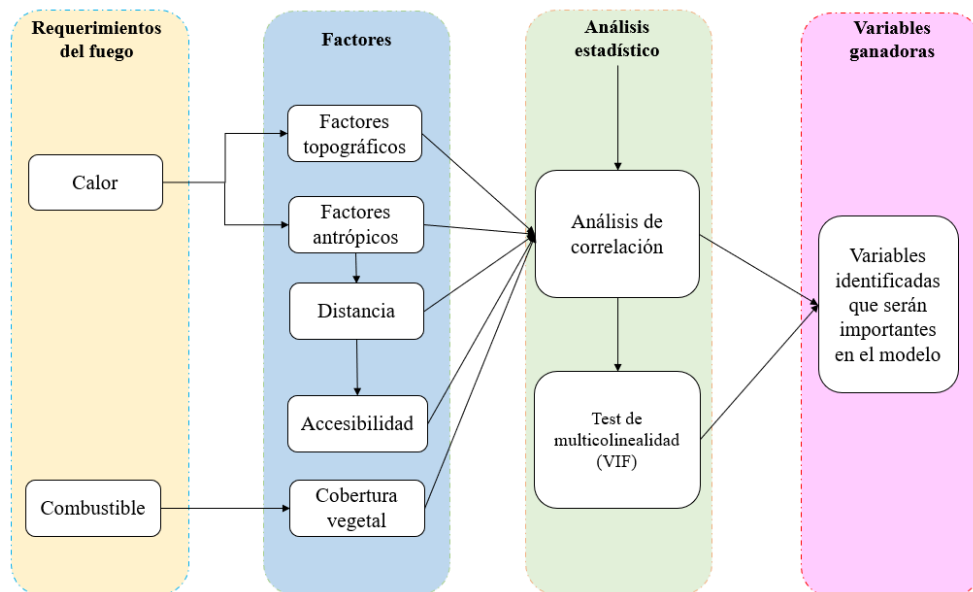 Requerimientos
del fuego
Factores
Análisis
estadístico
Variables
ganadoras
Calor
Combustible
Factores
topográficos
Factores
antrópicos
Distancia
Accesibilidad
Cobertura
vegetal
Análisis de
correlación
Test de
multicolinealidad
(VIF)
Variables
identificadas
que serán
importantes
en el modelo